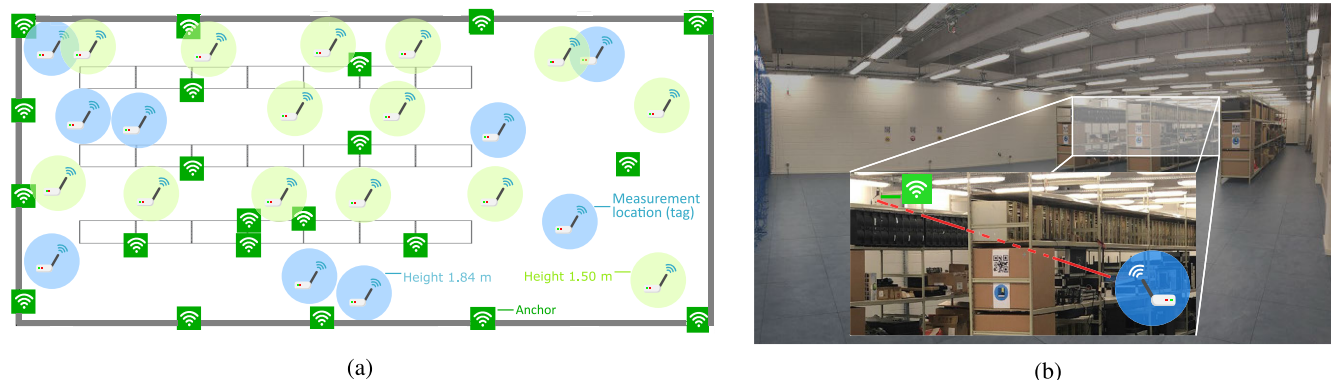 Measurement
location (tag)
Height 1.84 m
Height 1.50 m
Anchor
(a)
(b)